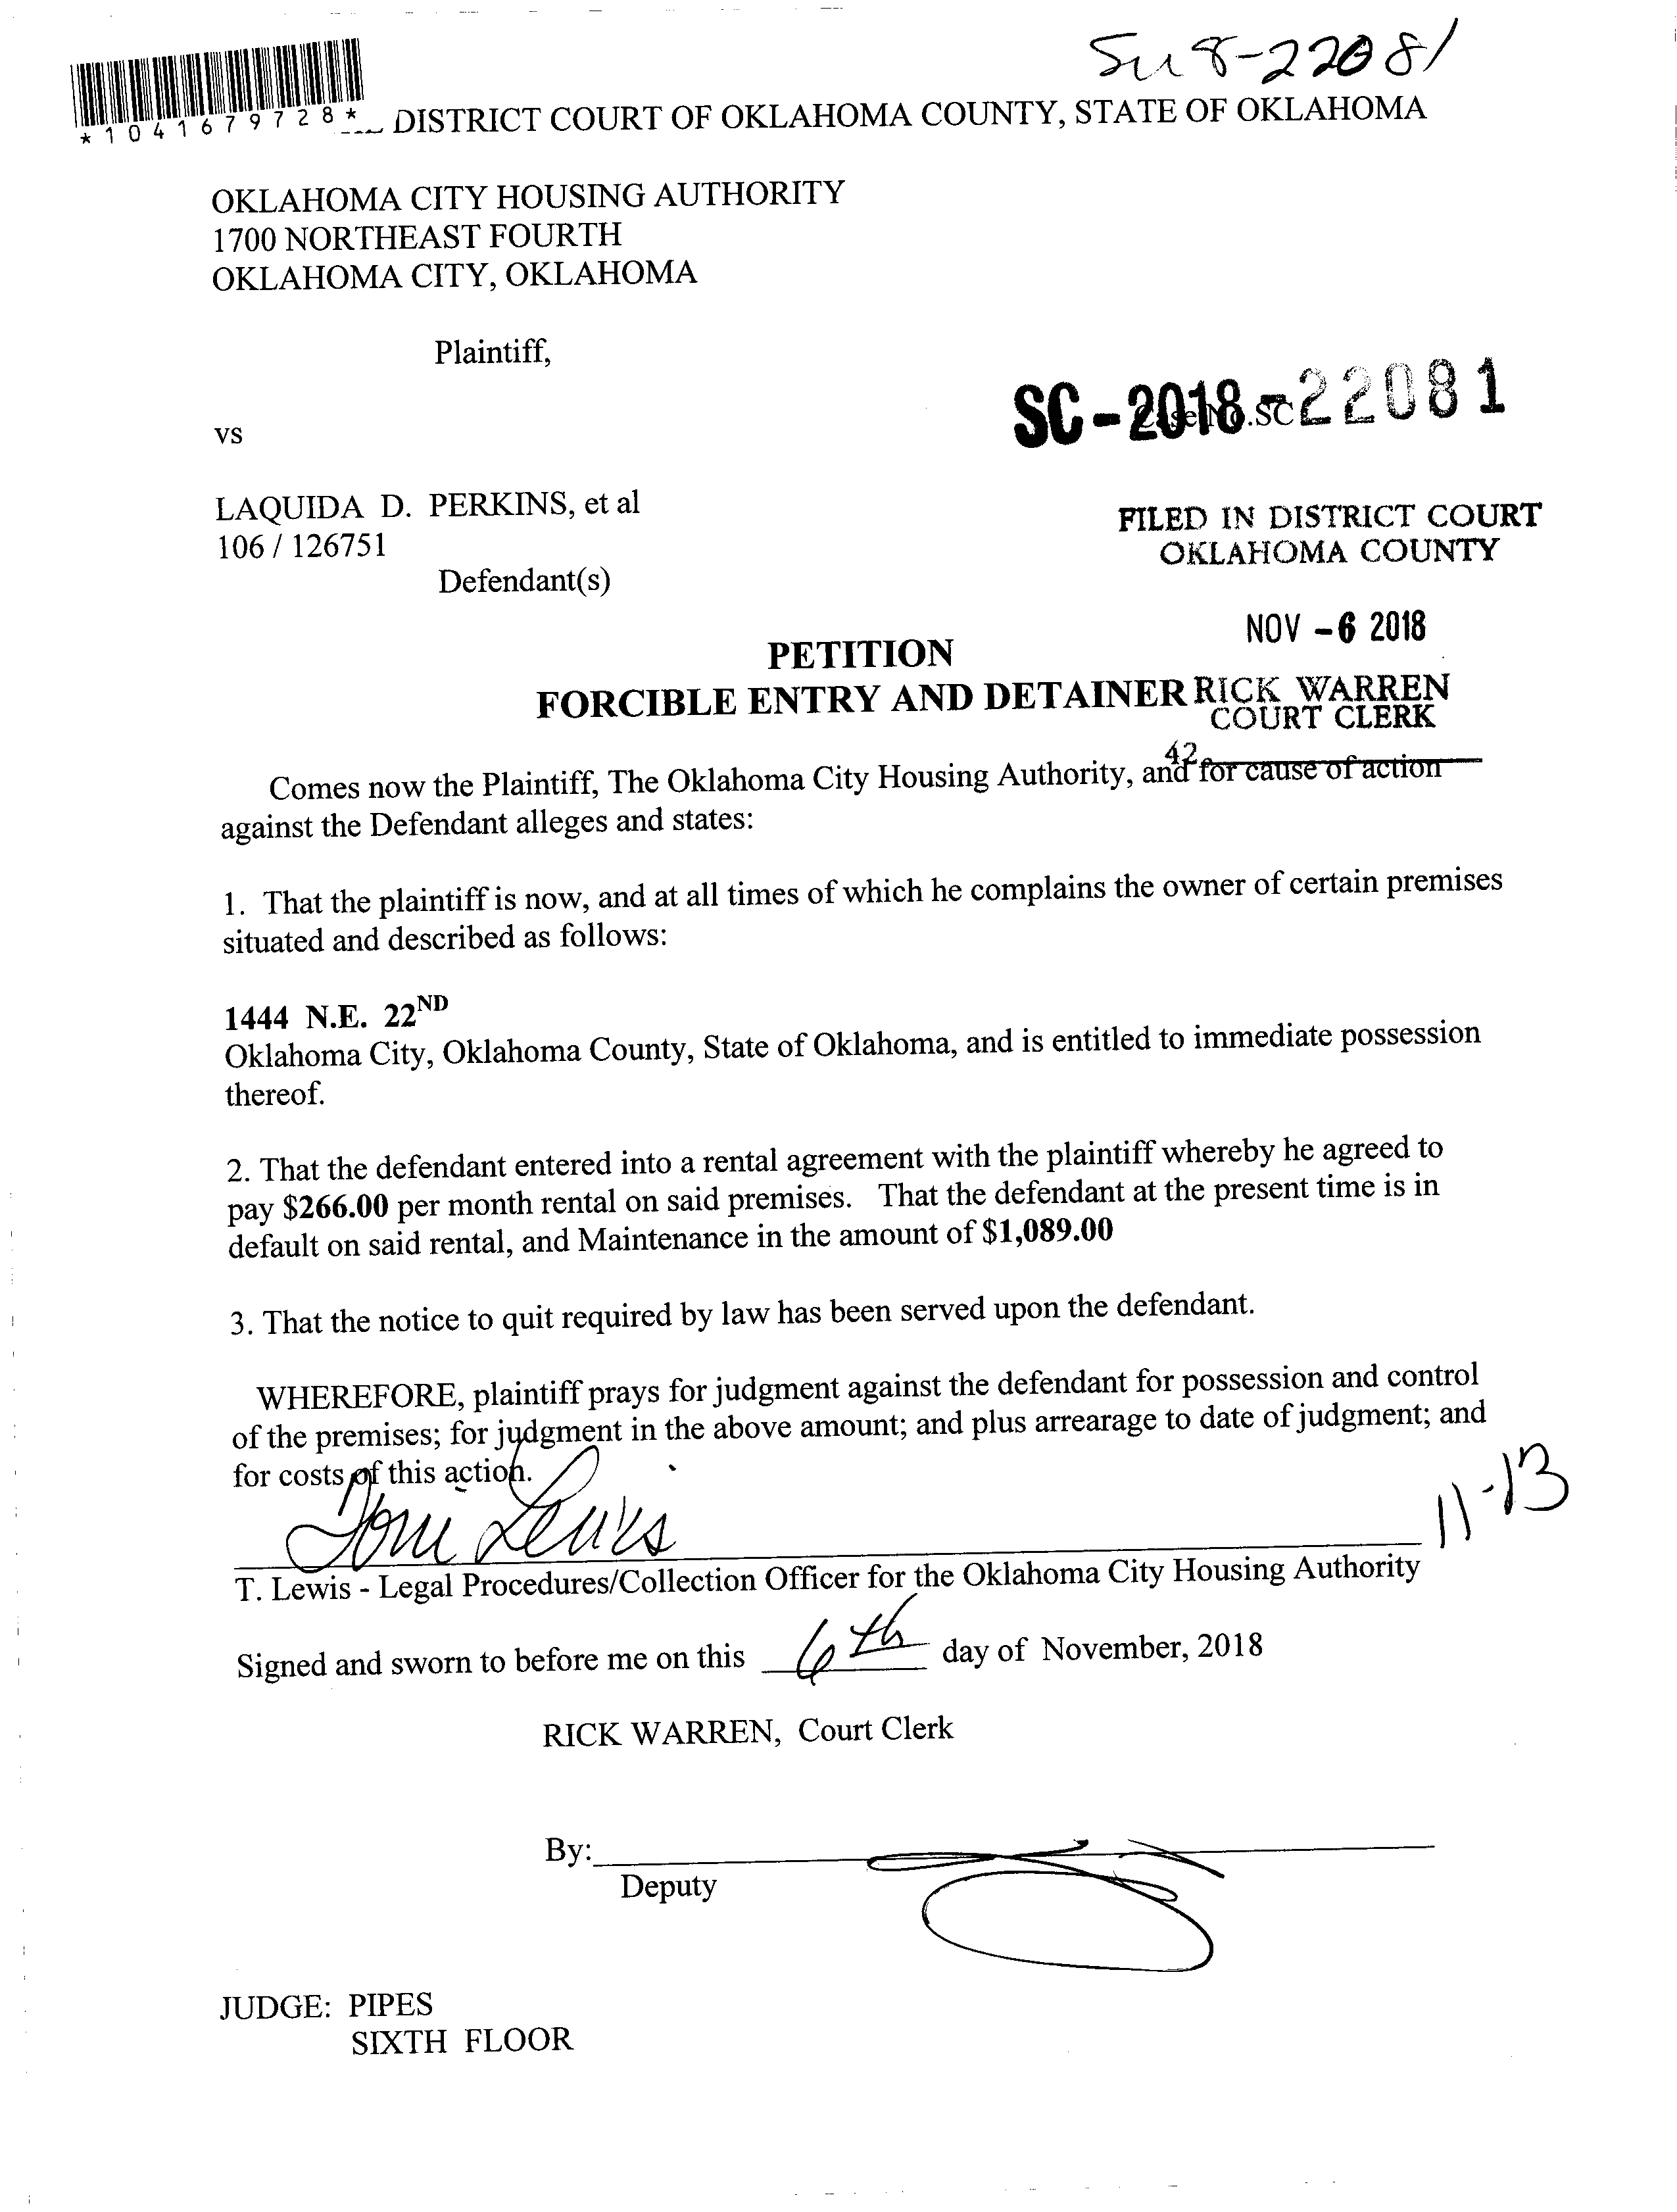 Su 8-22081
*1041679728*
DISTRICT COURT OF OKLAHOMA COUNTY, STATE OF OKLAHOMA
OKLAHOMA CITY HOUSING AUTHORITY
1700 NORTHEAST FOURTH
OKLAHOMA CITY, OKLAHOMA
Plaintiff,
SC-2018-22081
Case No.SC
vs
LAQUIDA D. PERKINS, et al
106 / 126751
Defendant(s)
FILED IN DISTRICT COURT
OKLAHOMA COUNTY
NOV -6 2018
PETITION
FORCIBLE ENTRY AND DETAINER
RICK WARREN
COURT CLERK
42
Comes now the Plaintiff, The Oklahoma City Housing Authority, and for cause of action
against the Defendant alleges and states:
1. That the plaintiff is now, and at all times of which he complains the owner of certain premises
situated and described as follows:
1444 N.E. 22ND
Oklahoma City, Oklahoma County, State of Oklahoma, and is entitled to immediate possession
thereof.
2. That the defendant entered into a rental agreement with the plaintiff whereby he agreed to
pay $266.00 per month rental on said premises. That the defendant at the present time is in
default on said rental, and Maintenance in the amount of $1,089.00
3. That the notice to quit required by law has been served upon the defendant.
WHEREFORE, plaintiff prays for judgment against the defendant for possession and control
of the premises; for judgment in the above amount; and plus arrearage to date of judgment; and
for costs of this action.
Toni Lewis
11-13
T. Lewis - Legal Procedures/Collection Officer for the Oklahoma City Housing Authority
Signed and sworn to before me on this 6th day of November, 2018
RICK WARREN, Court Clerk
By:
Deputy
JUDGE: PIPES
SIXTH FLOOR